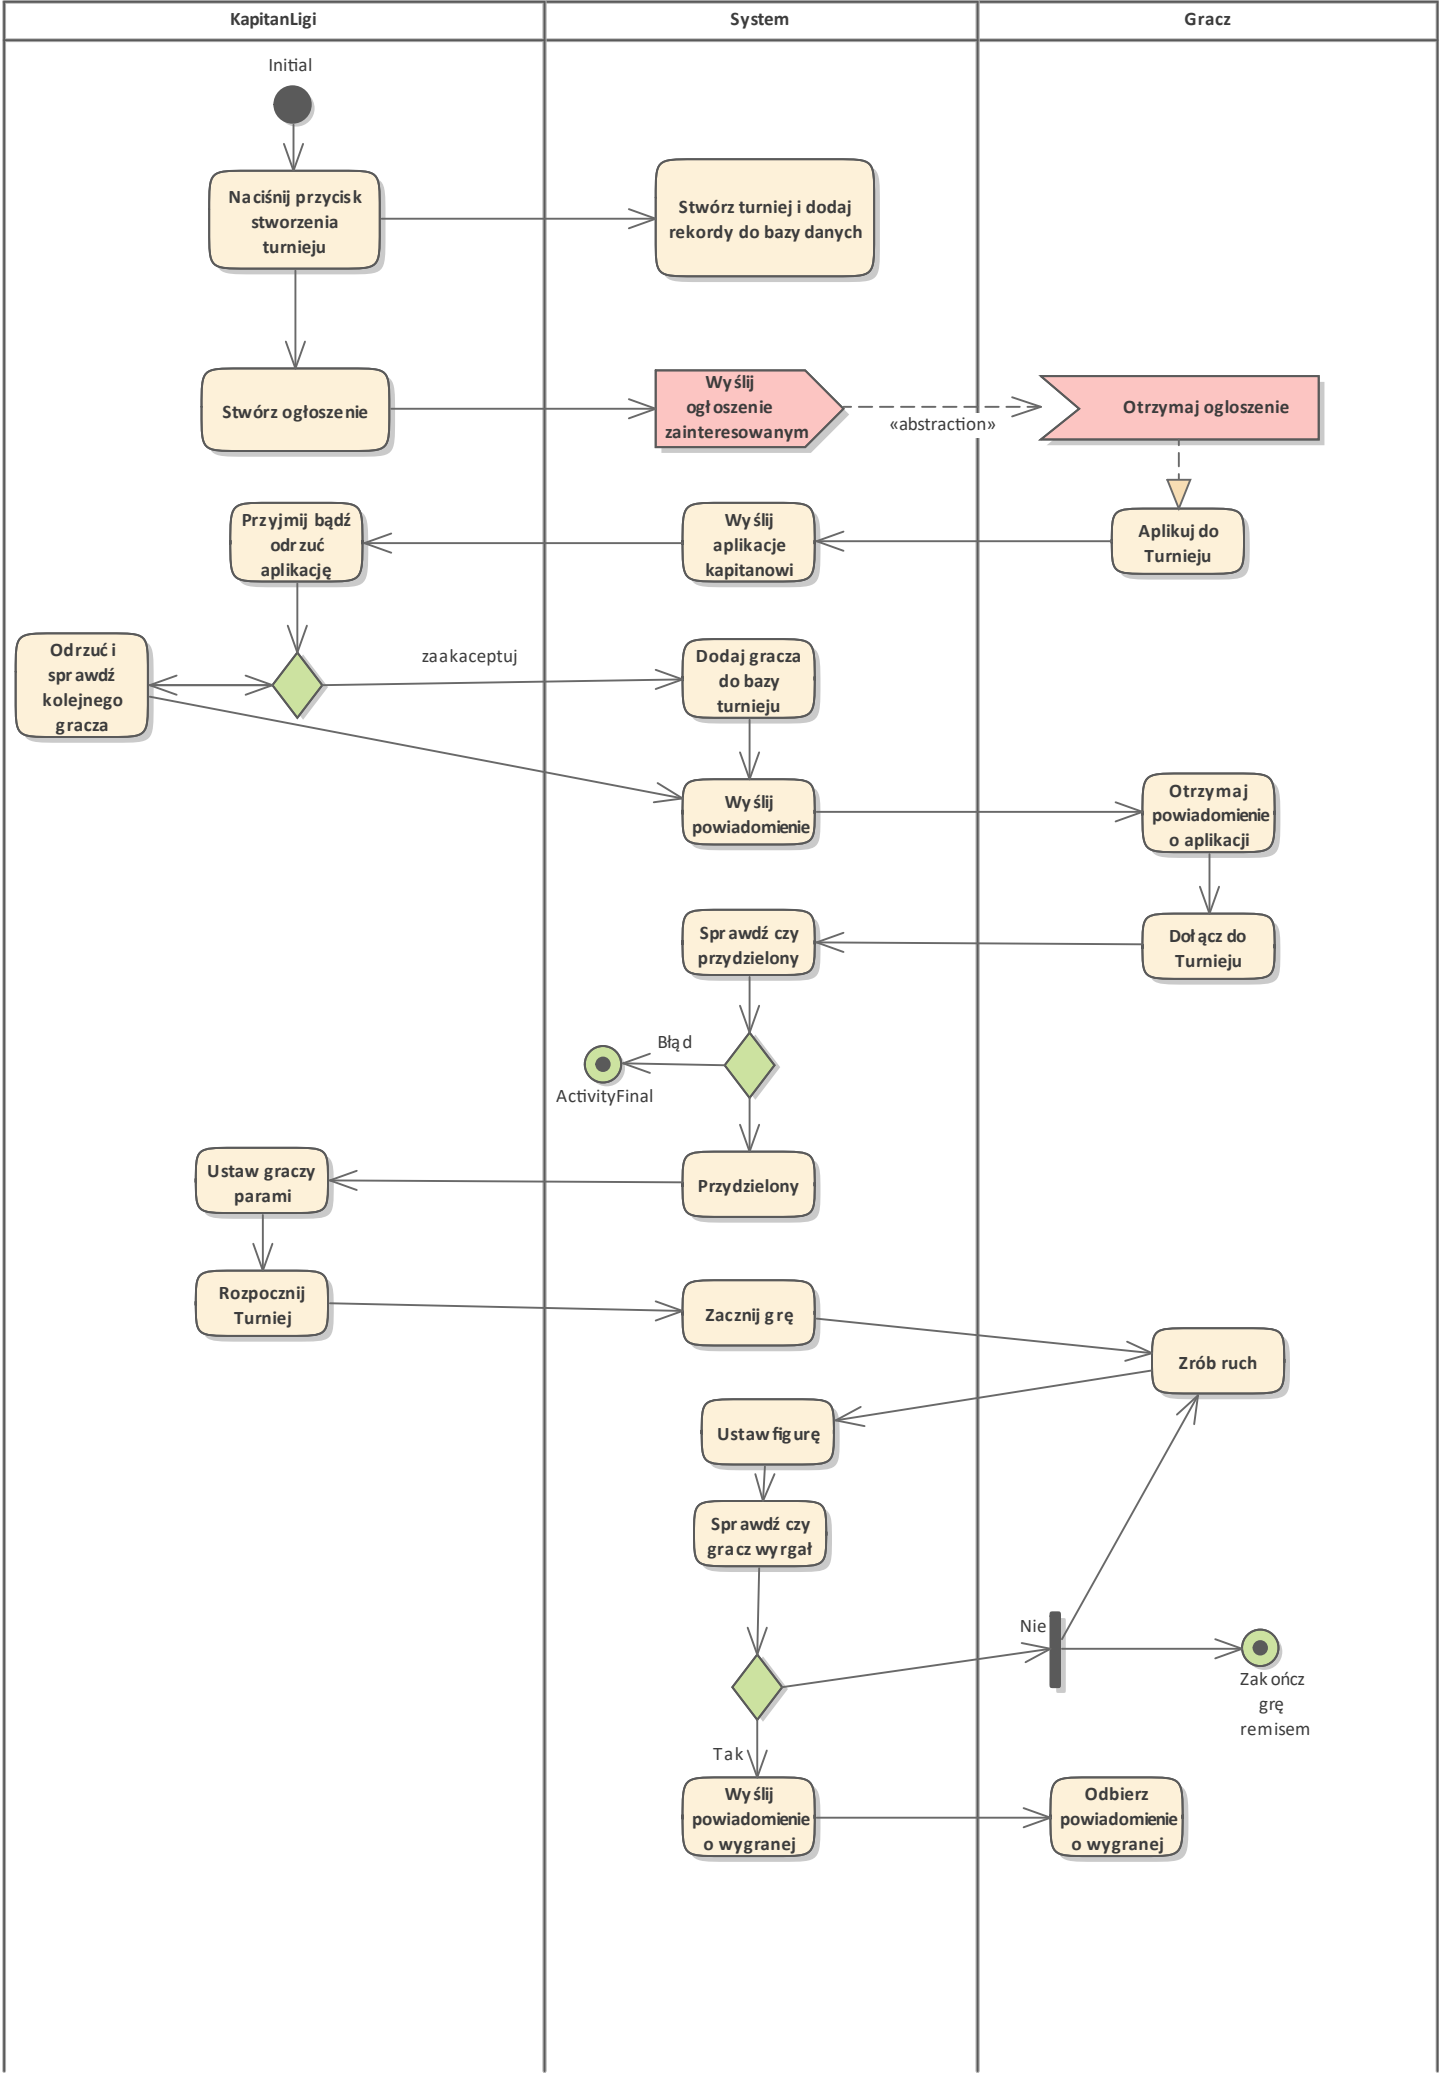 KapitanLigi
System
Gracz
Initial
Naciśnij przycisk
stworzenia
turnieju
Stwórz turniej i dodaj
rekordy do bazy danych
Stwórz ogłoszenie
Wyślij
ogłoszenie
zainteresowanym
«abstraction»
Otrzymaj ogloszenie
Przyjmij bądź
odrzuć
aplikację
Wyślij
aplikacje
kapitanowi
Aplikuj do
Turnieju
Odrzuć i
sprawdź
kolejnego
gracza
zaakaceptuj
Dodaj gracza
do bazy
turnieju
Wyślij
powiadomienie
Otrzymaj
powiadomienie
o aplikacji
Sprawdź czy
przydzielony
Dołącz do
Turnieju
Błąd
ActivityFinal
Ustaw graczy
parami
Przydzielony
Rozpocznij
Turniej
Zacznij grę
Zrób ruch
Ustaw figurę
Sprawdź czy
gracz wyrgał
Nie
Zakończ
grę
remisem
Tak
Wyślij
powiadomienie
o wygranej
Odbierz
powiadomienie
o wygranej